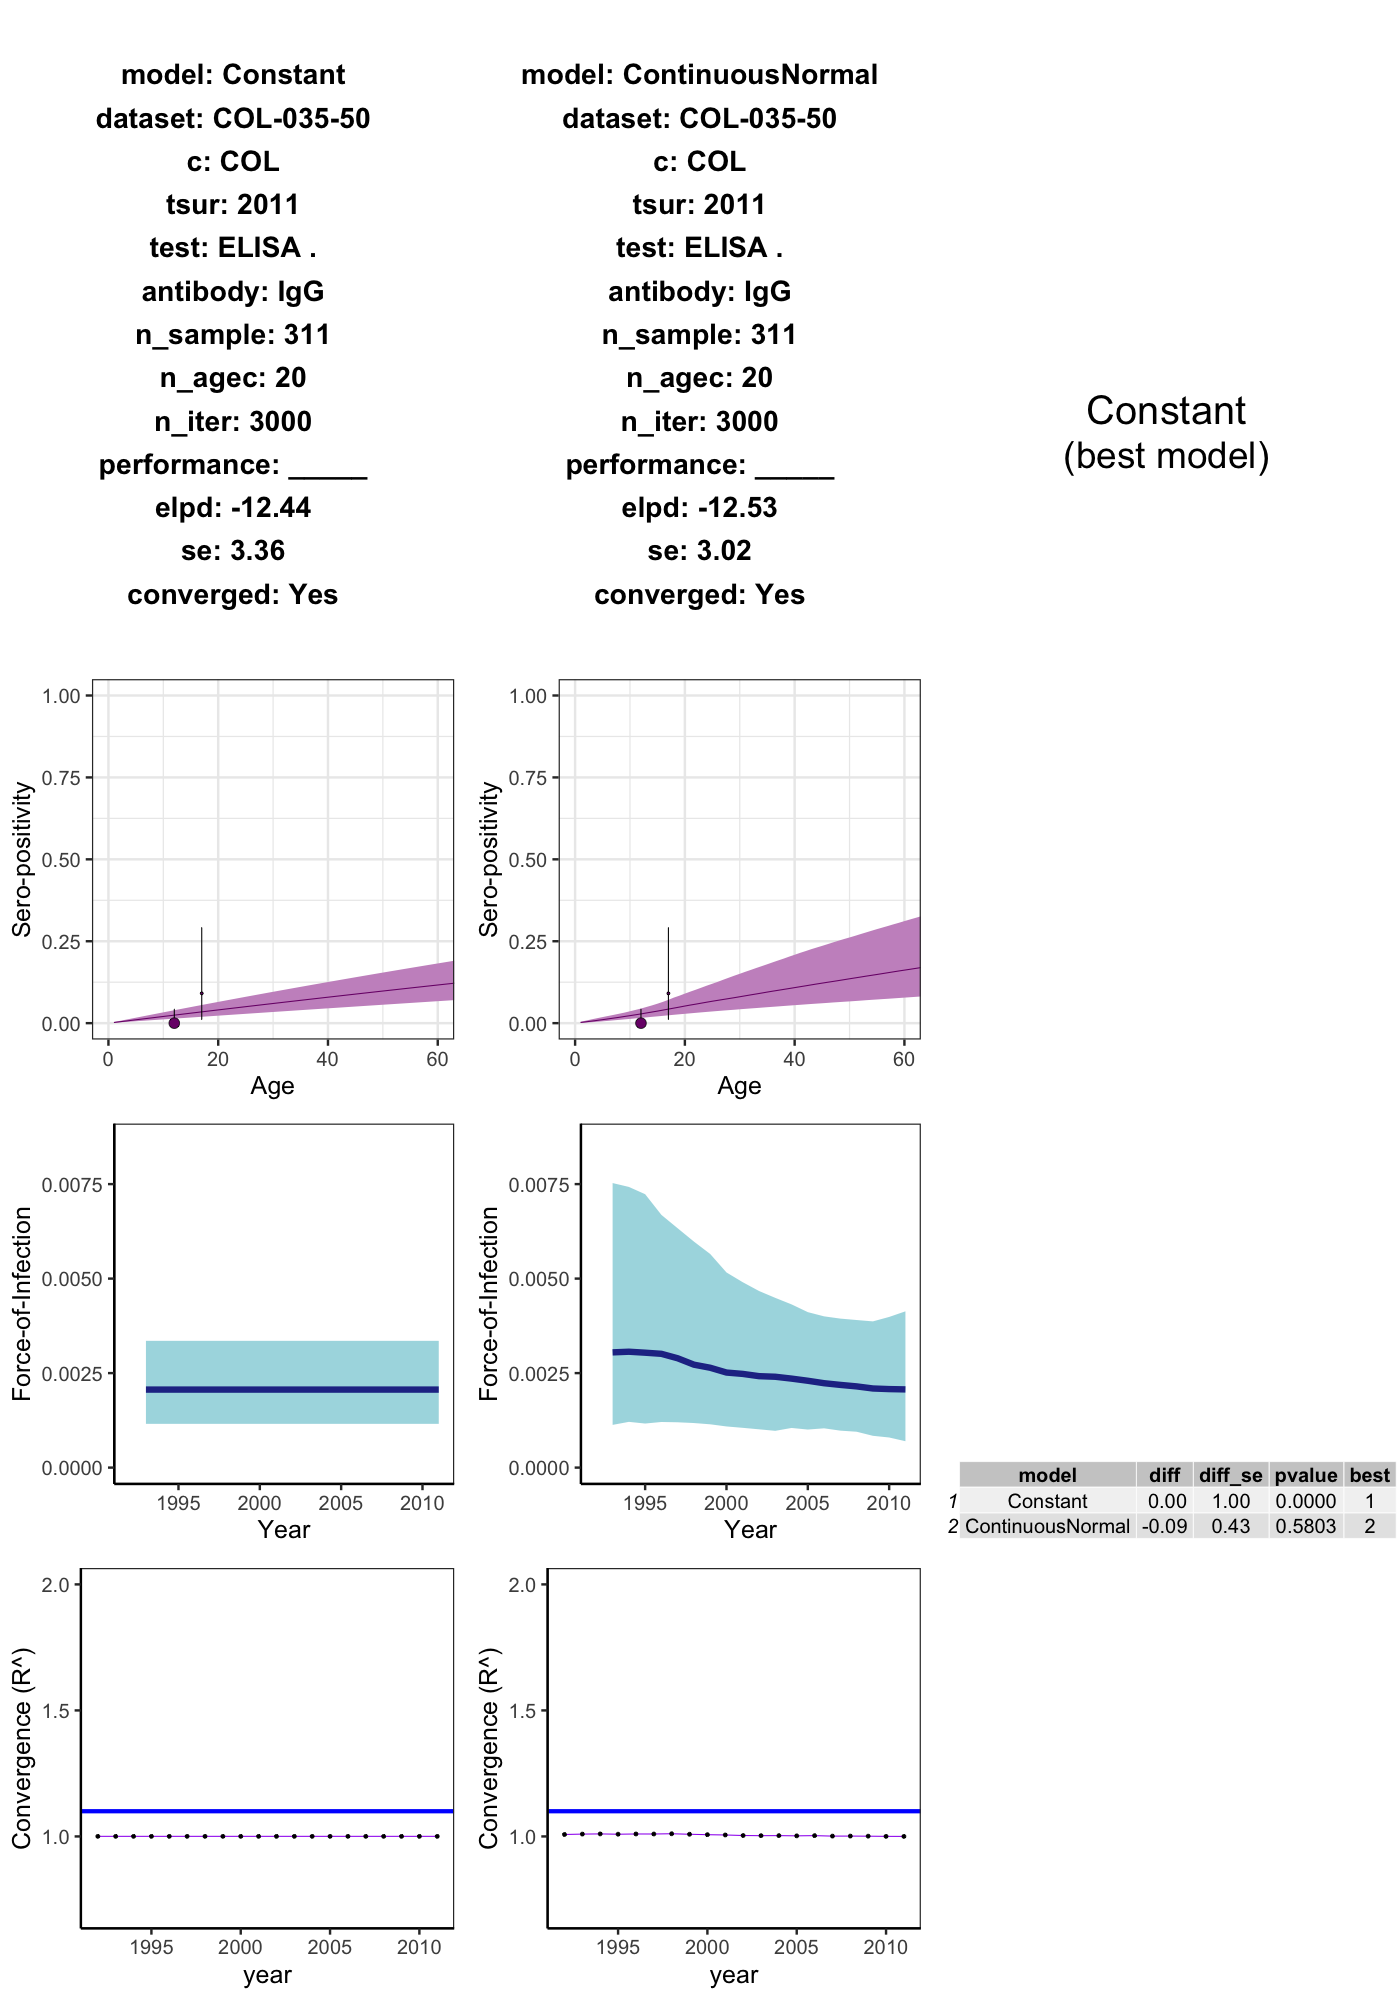 model: Constant
dataset: COL-035-50
c: COL
tsur: 2011
test: ELISA .
antibody: IgG
n_sample: 311
n_agec: 20
n_iter: 3000
performance: _____
elpd: -12.44
se: 3.36
converged: Yes
model: ContinuousNormal
dataset: COL-035-50
c: COL
tsur: 2011
test: ELISA .
antibody: IgG
n_sample: 311
n_agec: 20
n_iter: 3000
performance: _____
elpd: -12.53
se: 3.02
converged: Yes
Constant
(best model)
Sero-positivity
1.00
0.75
0.50
0.25
0.00
0 20 40 60
Age
Sero-positivity
1.00
0.75
0.50
0.25
0.00
0 20 40 60
Age
Force-of-Infection
0.0075
0.0050
0.0025
0.0000
1995 2000 2005 2010
Year
Force-of-Infection
0.0075
0.0050
0.0025
0.0000
1995 2000 2005 2010
Year
model diff diff_se pvalue best
1 Constant 0.00 1.00 0.0000 1
2 ContinuousNormal -0.09 0.43 0.5803 2
Convergence (R^)
2.0
1.5
1.0
1995 2000 2005 2010
year
Convergence (R^)
2.0
1.5
1.0
1995 2000 2005 2010
year